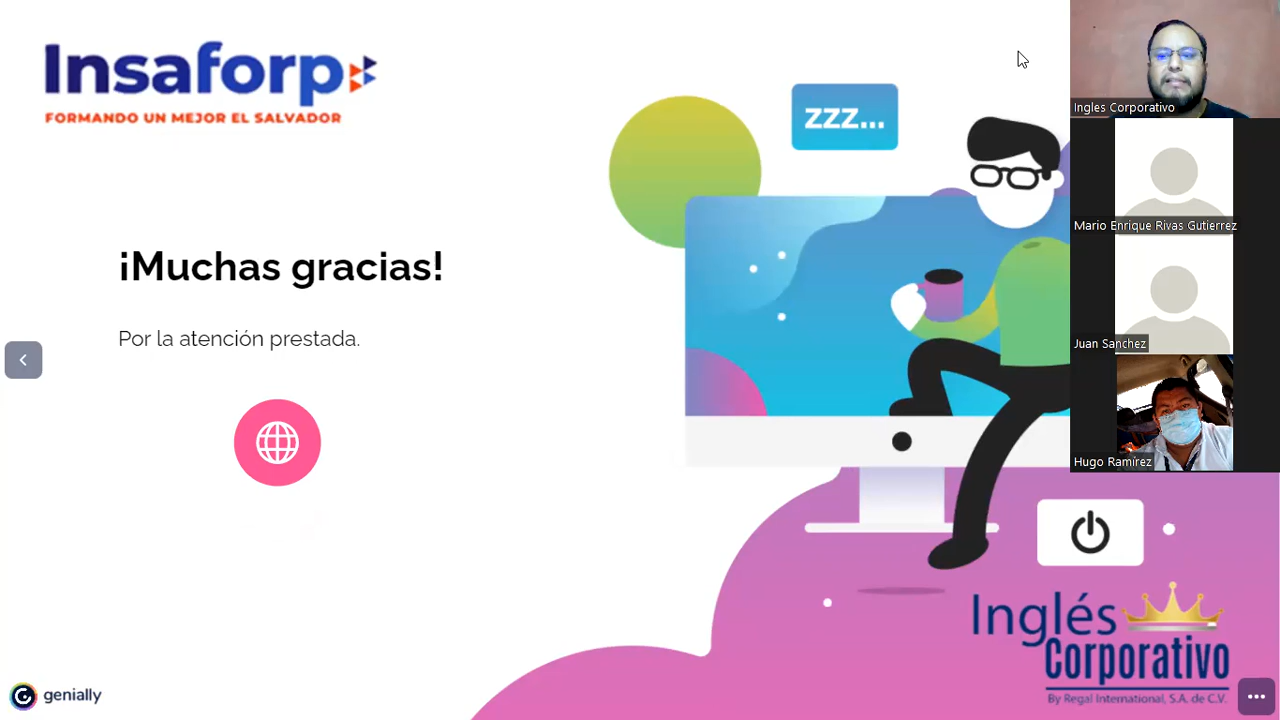 Insaforp
FORMANDO UN MEJOR EL SALVADOR
zzz...
¡Muchas gracias!
Por la atención prestada.
Ingles Corporativo
Mario Enrique Rivas Gutierrez
Juan Sanchez
Hugo Ramírez
Inglés
Corporativo
By Regal International, S.A. de C.V.
genially